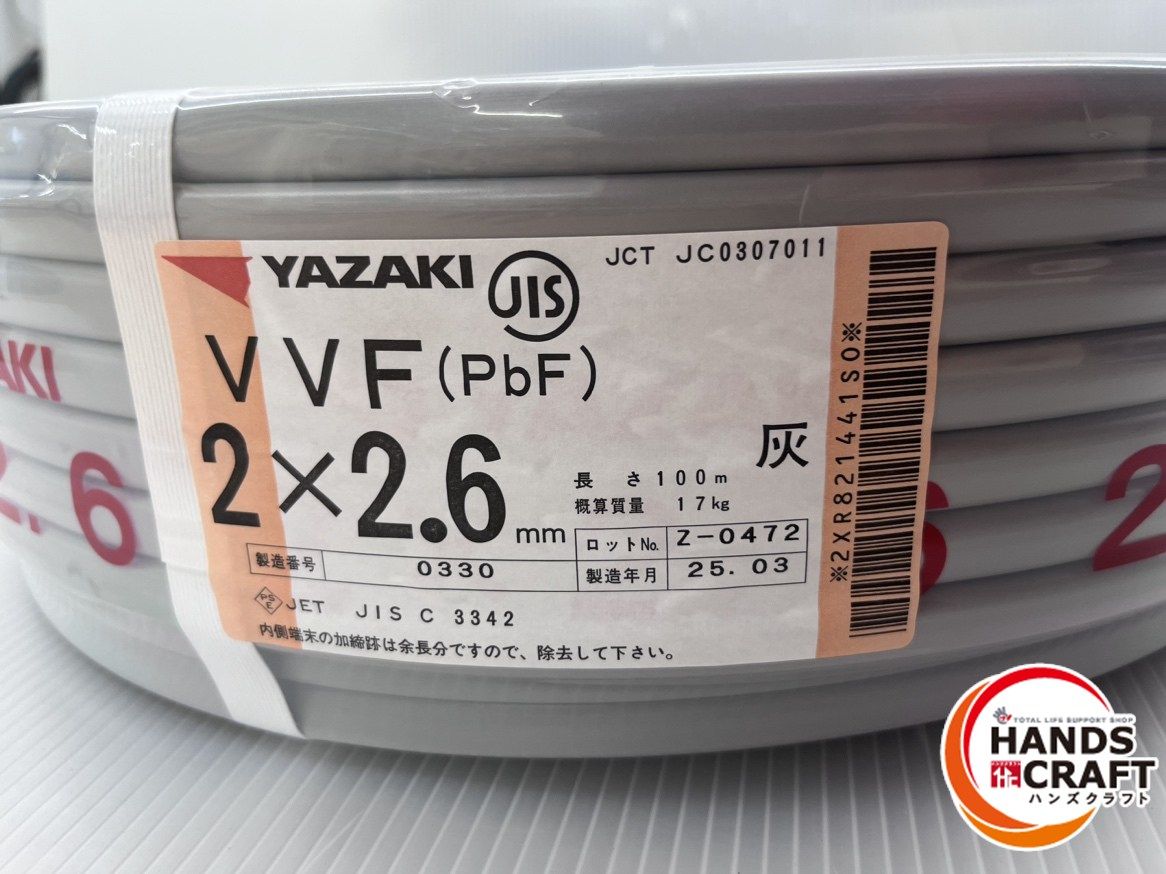 YAZAKI
JIS
JCT JC0307011
VVF(PbF)
2×2.6mm
灰
長さ100m
概算質量 17kg
ロットNo. Z-0472
製造番号 0330
製造年月 25.03
PSE JET JIS C 3342
内側端末の加締跡は余長分ですので、除去して下さい。
※2XR821441SO※
AKI
2.6
6
2
TOTAL LIFE SUPPORT SHOP
HANDS
CRAFT
ハンズクラフト